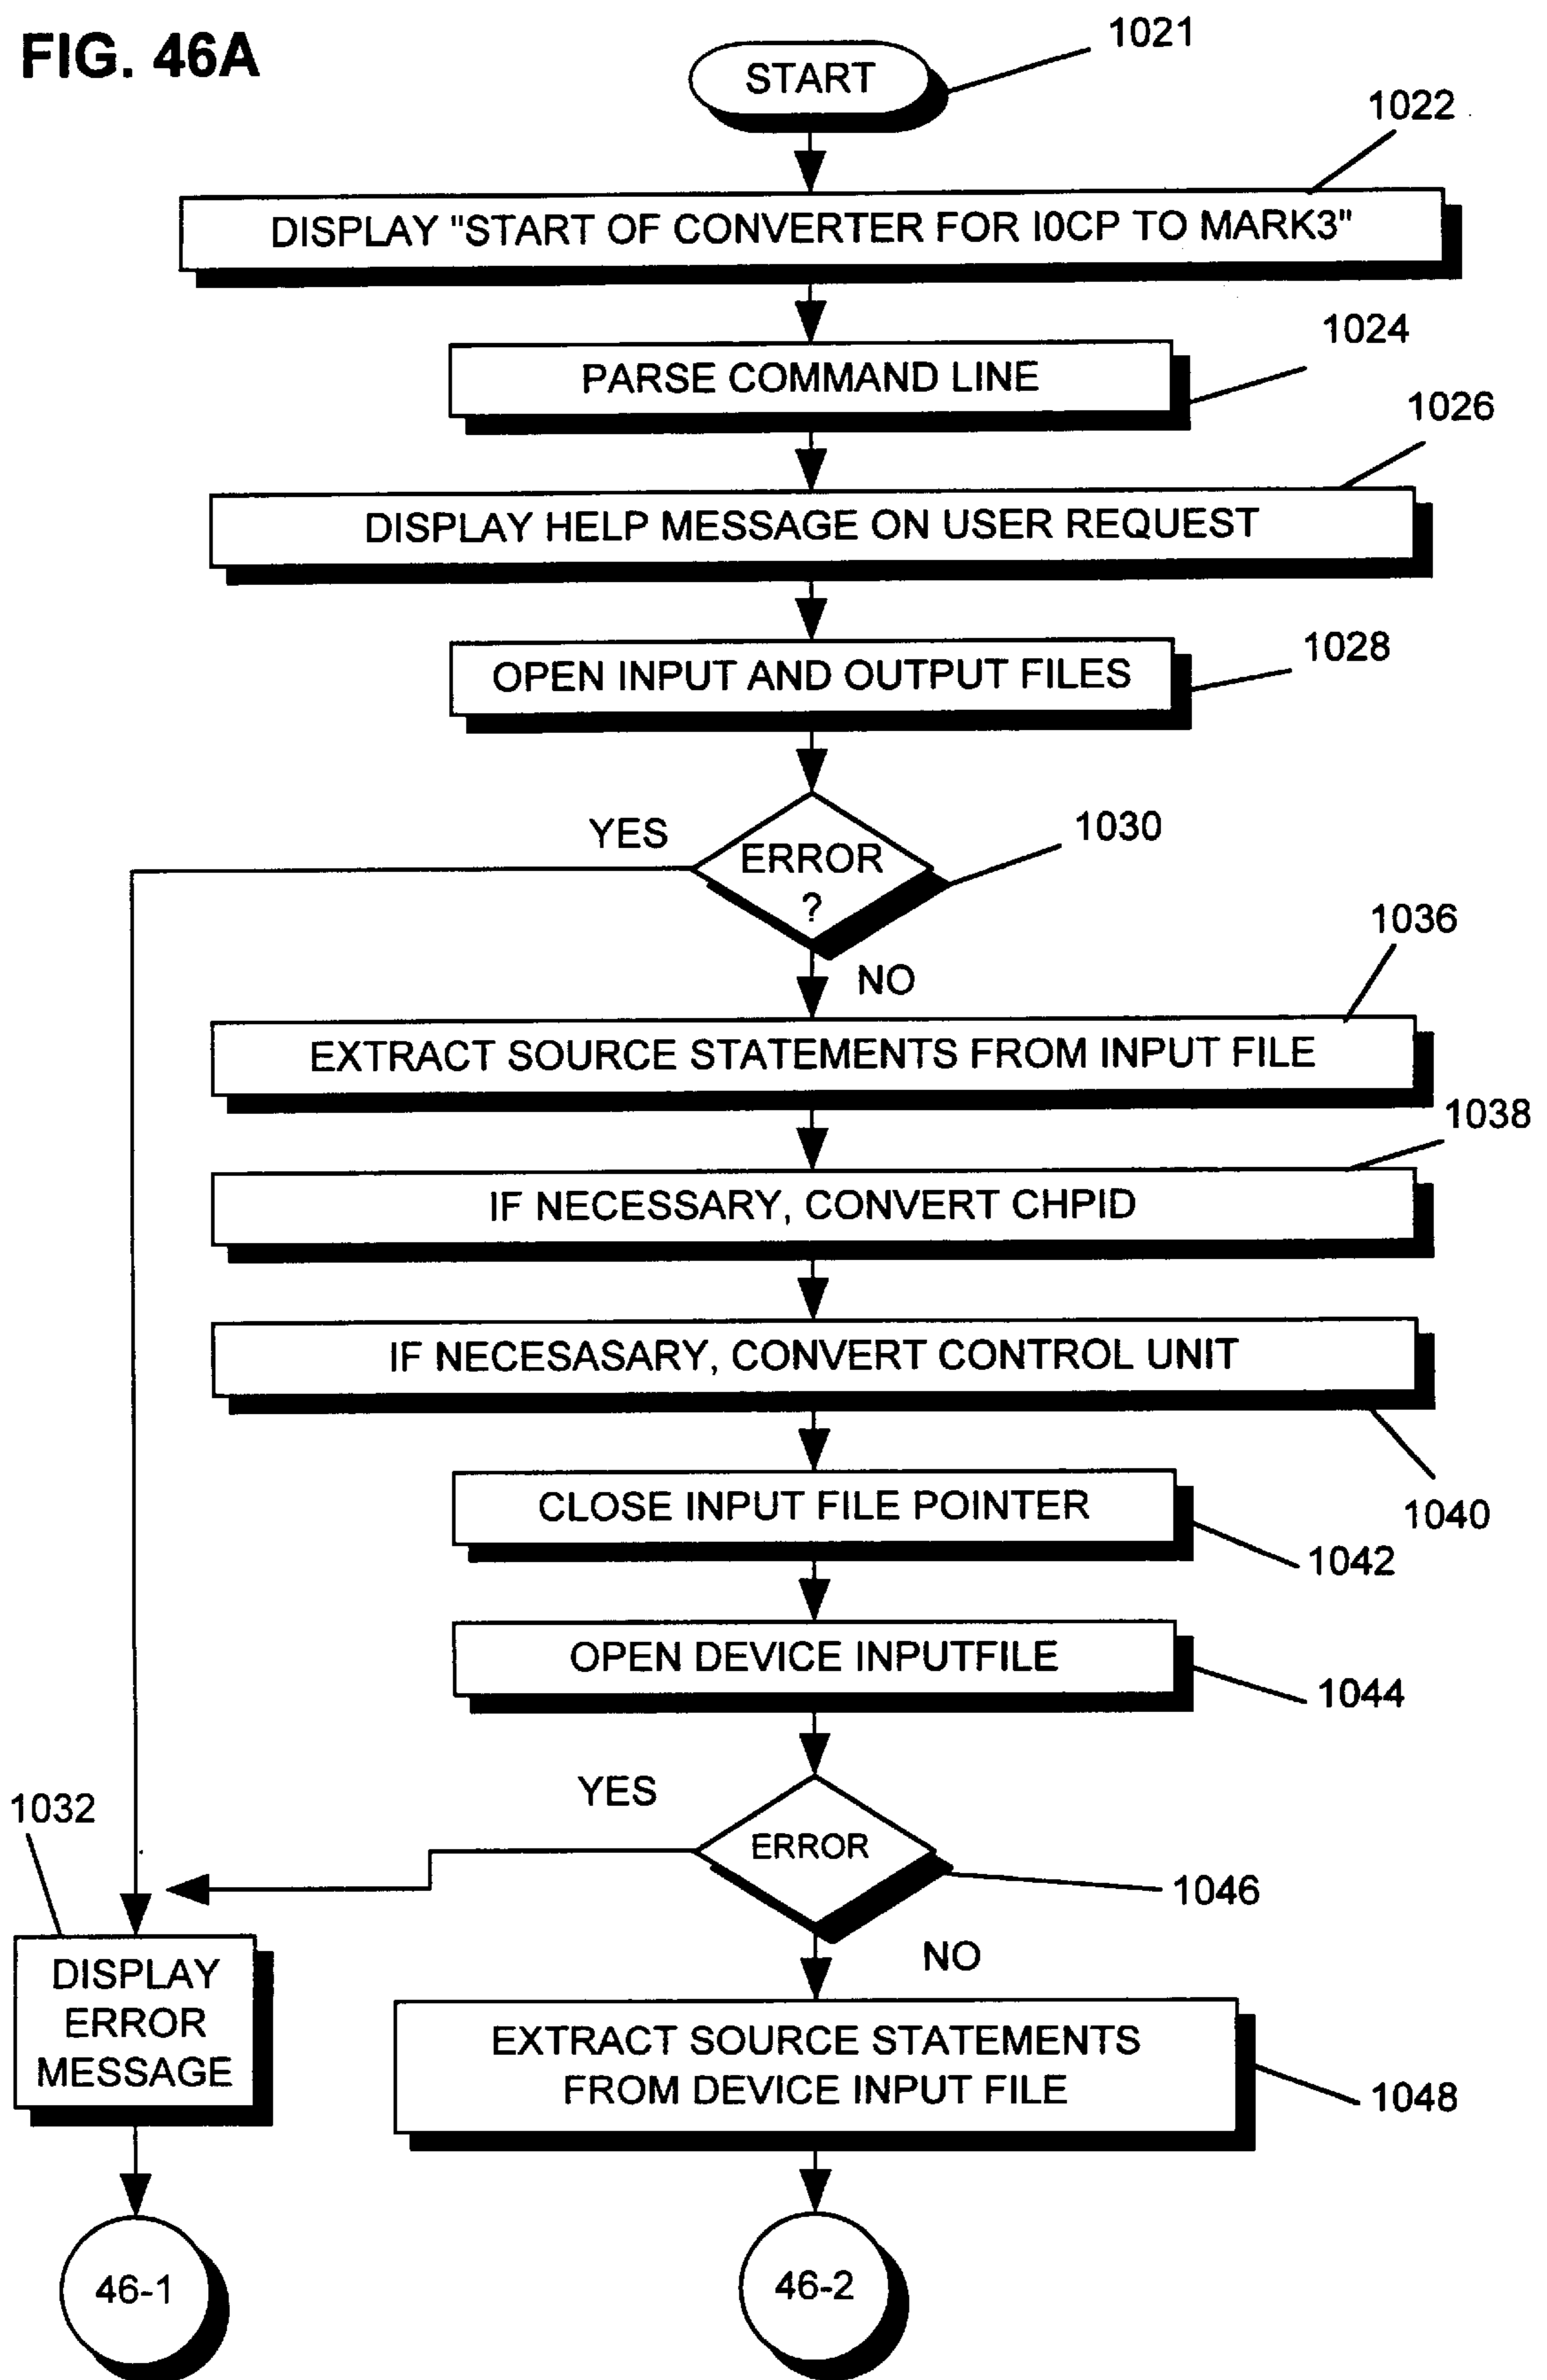 FIG. 46A
START
1021
1022
DISPLAY "START OF CONVERTER FOR I0CP TO MARK3"
1024
PARSE COMMAND LINE
1026
DISPLAY HELP MESSAGE ON USER REQUEST
1028
OPEN INPUT AND OUTPUT FILES
YES
ERROR
?
1030
NO
1036
EXTRACT SOURCE STATEMENTS FROM INPUT FILE
1038
IF NECESSARY, CONVERT CHPID
IF NECESASARY, CONVERT CONTROL UNIT
1040
CLOSE INPUT FILE POINTER
1042
OPEN DEVICE INPUTFILE
1044
YES
ERROR
1046
NO
1032
DISPLAY
ERROR
MESSAGE
EXTRACT SOURCE STATEMENTS
FROM DEVICE INPUT FILE
1048
46-1
46-2